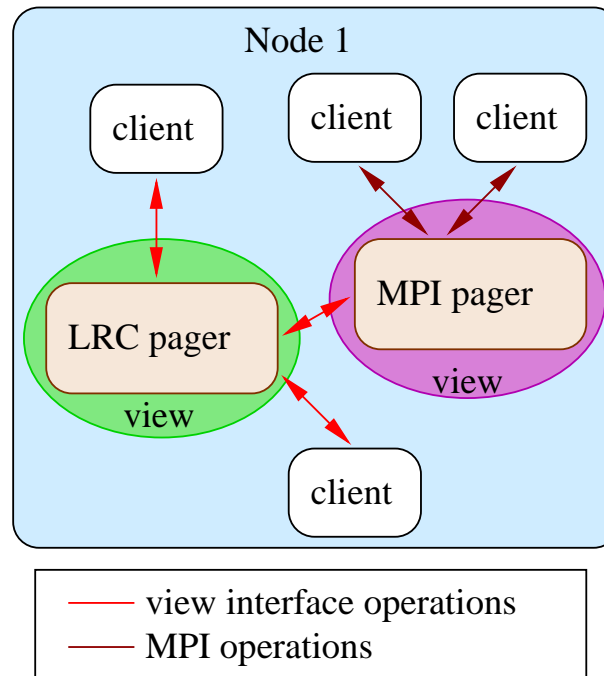 Node 1
client
client
client
MPI pager
view
LRC pager
view
client
view interface operations
MPI operations